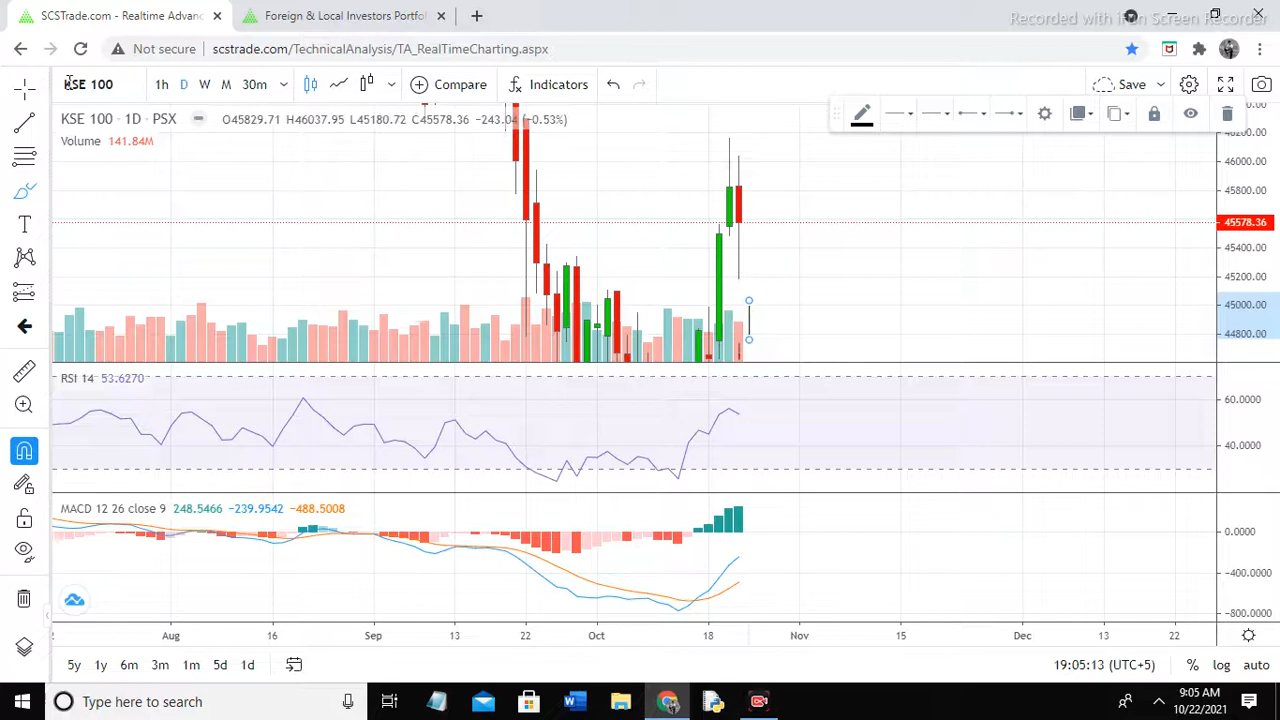 SCSTrade.com - Realtime Advanc
Foreign & Local Investors Portfo
Recorded with iFun Screen Recorder
Not secure
scstrade.com/TechnicalAnalysis/TA_RealTimeCharting.aspx
KSE 100
1h D W M 30m
Compare
Indicators
Save
KSE 100 · 1D · PSX
O45829.71 H46037.95 L45180.72 C45578.36 −243.04 (−0.53%)
Volume 141.84M
46200.00
46000.00
45800.00
45578.36
45400.00
45200.00
45000.00
44800.00
RSI 14 53.6270
60.0000
40.0000
MACD 12 26 close 9 248.5466 −239.9542 −488.5008
0.0000
−400.0000
−800.0000
Aug 16 Sep 13 22 Oct 18 Nov 15 Dec 13 22
5y 1y 6m 3m 1m 5d 1d
19:05:13 (UTC+5)
% log auto
Type here to search
9:05 AM
10/22/2021